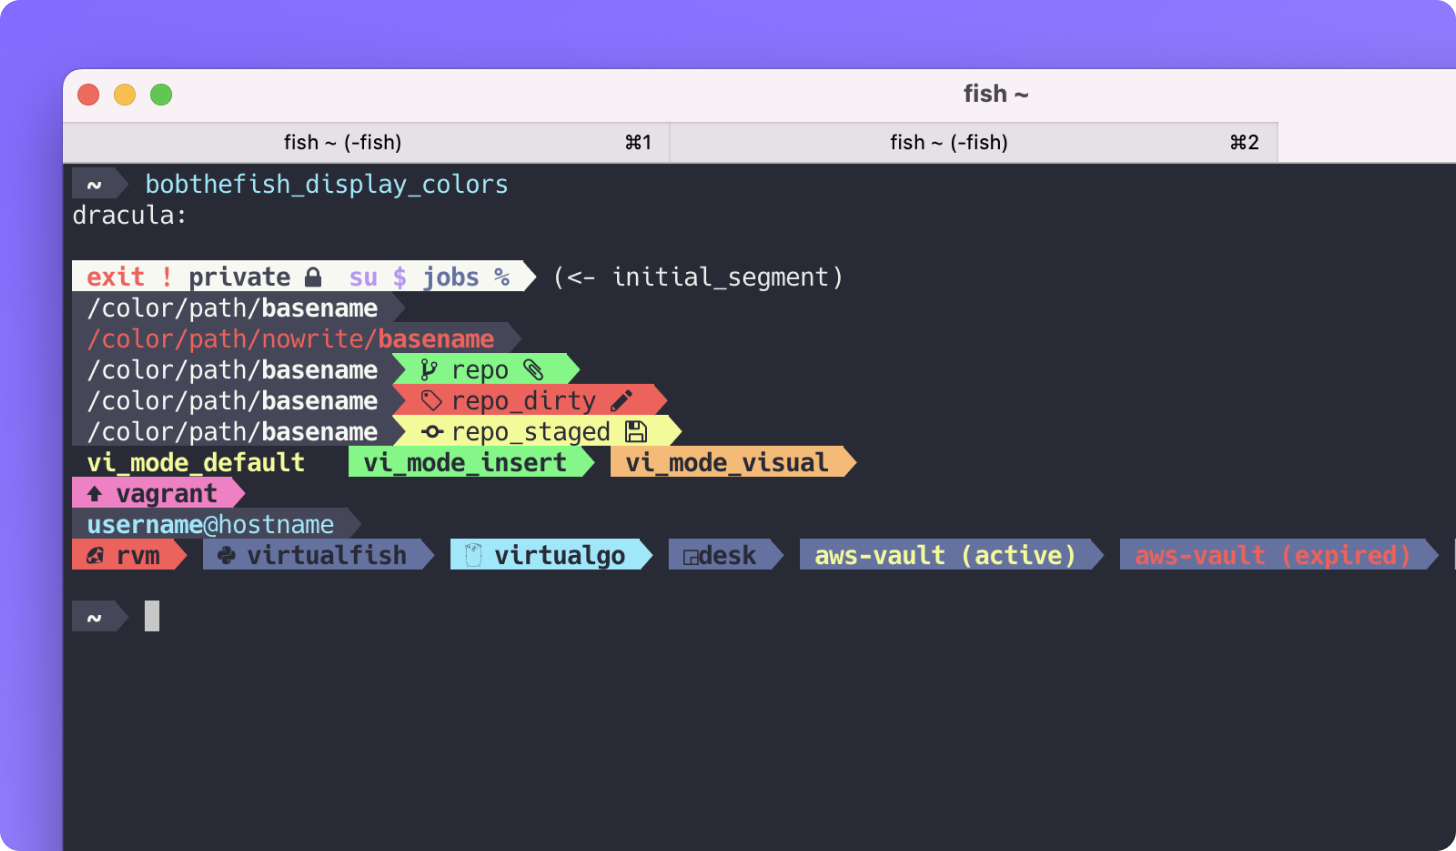 fish ~
fish ~ (-fish) ⌘1 fish ~ (-fish) ⌘2
~ bobthefish_display_colors
dracula:
exit ! private su $ jobs % (<- initial_segment)
/color/path/basename
/color/path/nowrite/basename
/color/path/basename repo
/color/path/basename repo_dirty
/color/path/basename repo_staged
vi_mode_default vi_mode_insert vi_mode_visual
vagrant
username@hostname
rvm virtualfish virtualgo desk aws-vault (active) aws-vault (expired)
~